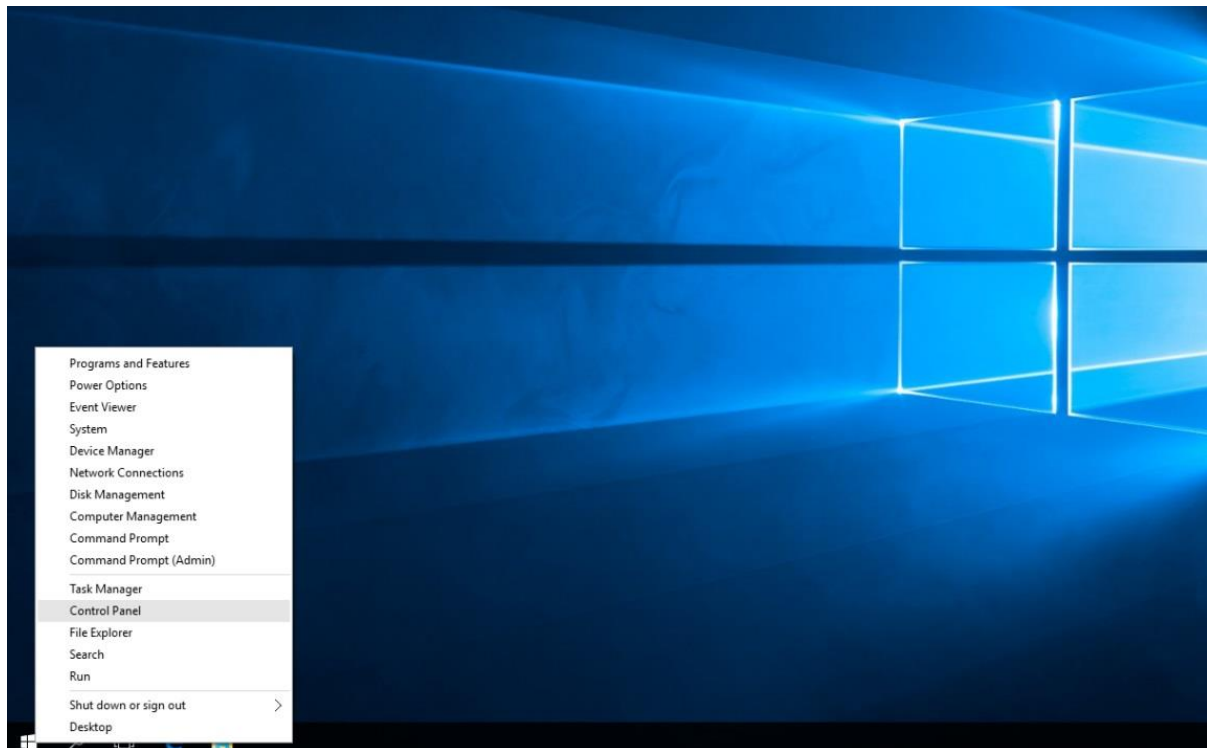 Programs and Features
Power Options
Event Viewer
System
Device Manager
Network Connections
Disk Management
Computer Management
Command Prompt
Command Prompt (Admin)
Task Manager
Control Panel
File Explorer
Search
Run
Shut down or sign out
Desktop